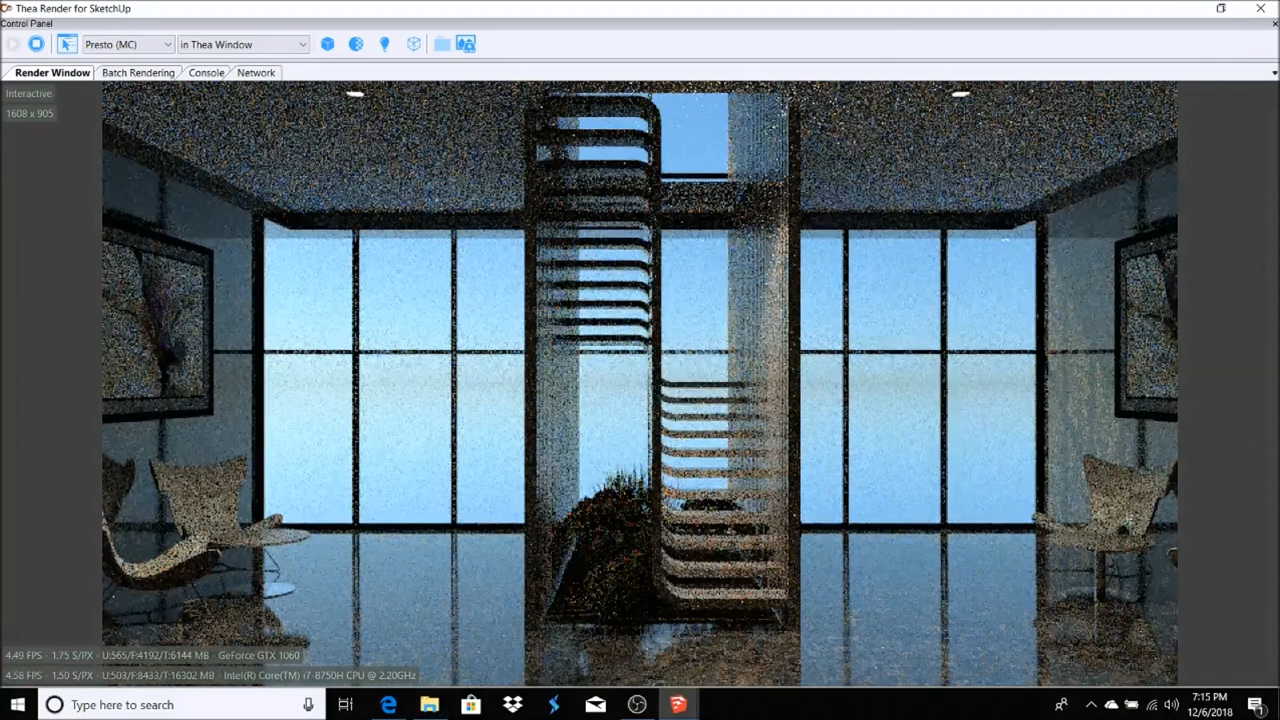 Thea Render for SketchUp
Control Panel
Presto (MC)
in Thea Window
Render Window
Batch Rendering
Console
Network
Interactive
1608 x 905
4.49 FPS · 1.75 S/PX · U:565/F:4192/T:6144 MB · GeForce GTX 1060
4.58 FPS · 1.50 S/PX · U:503/F:8433/T:16302 MB · Intel(R) Core(TM) i7-8750H CPU @ 2.20GHz
Type here to search
7:15 PM
12/6/2018
1